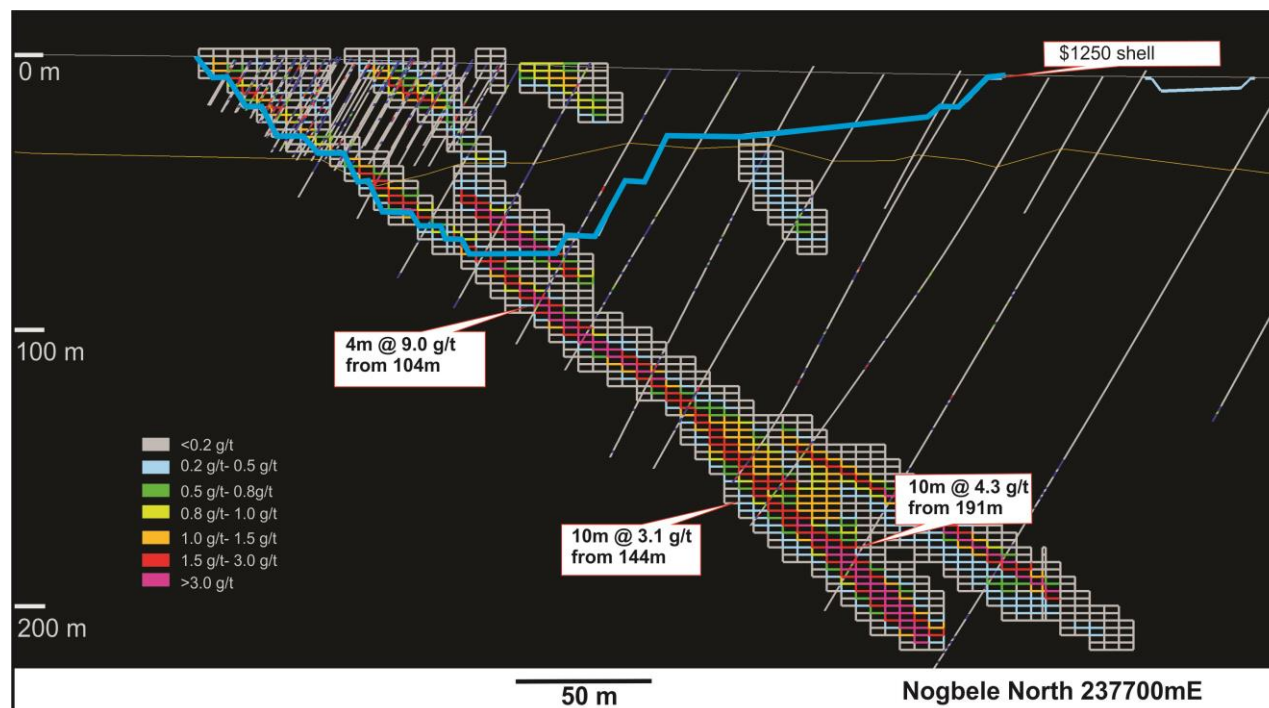 0 m
$1250 shell
100 m
4m @ 9.0 g/t
from 104m
<0.2 g/t
0.2 g/t- 0.5 g/t
0.5 g/t- 0.8g/t
0.8 g/t- 1.0 g/t
1.0 g/t- 1.5 g/t
1.5 g/t- 3.0 g/t
>3.0 g/t
10m @ 4.3 g/t
from 191m
10m @ 3.1 g/t
from 144m
200 m
50 m
Nogbele North 237700mE